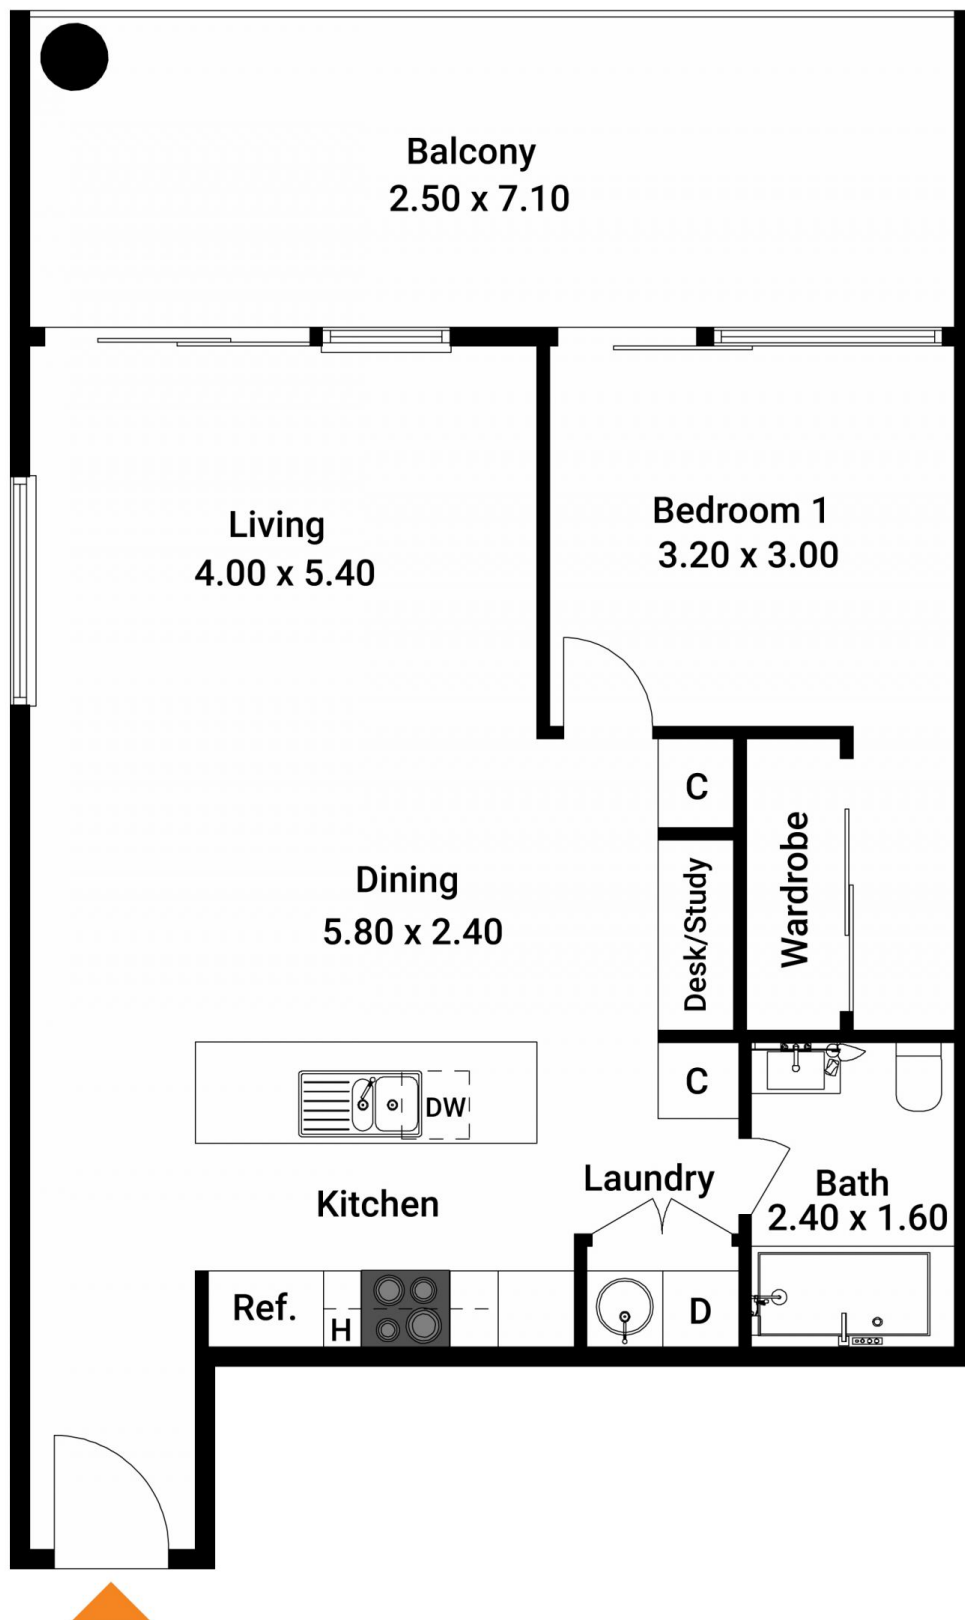 Balcony
2.50 x 7.10
Living
4.00 x 5.40
Bedroom 1
3.20 x 3.00
C
Wardrobe
Desk/Study
Dining
5.80 x 2.40
C
DW
Laundry
Kitchen
Bath
2.40 x 1.60
Ref.
H
D